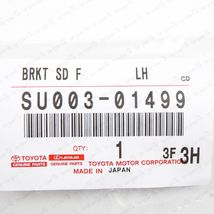 BRKT SD F LH CD
SU003-01499
QTY: 1 3F 3H
TOYOTA GENUINE PARTS LEXUS GENUINE PARTS
TOYOTA MOTOR CORPORATION
MADE IN JAPAN